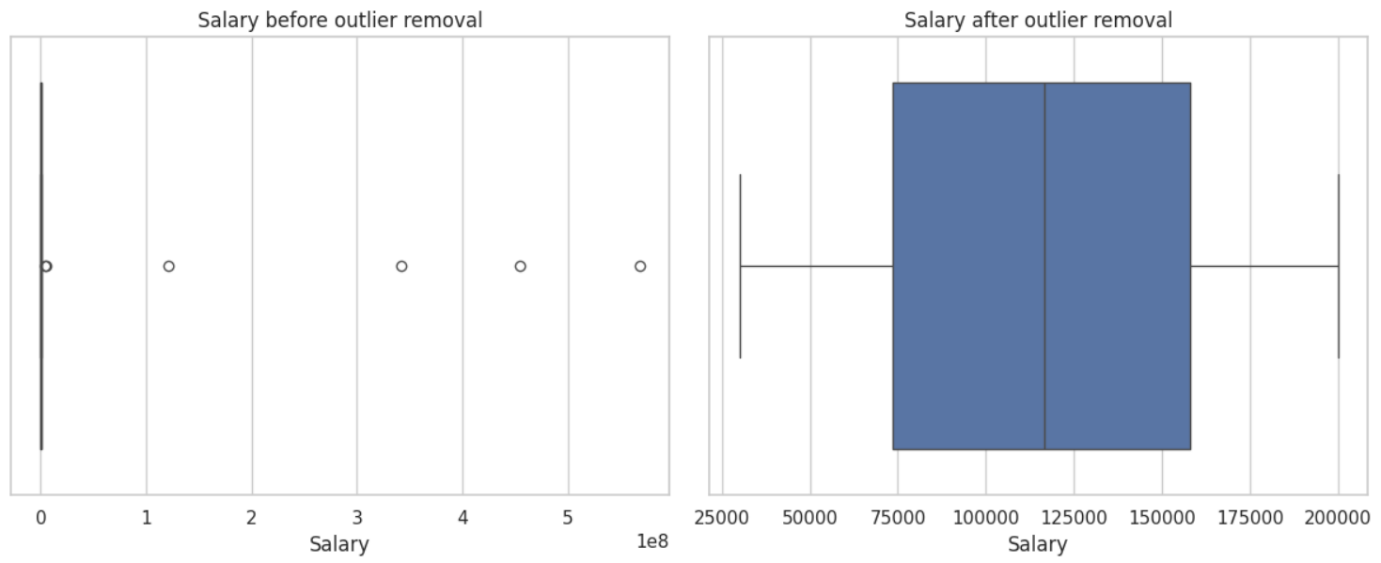 Salary before outlier removal
0 1 2 3 4 5
1e8
Salary
Salary after outlier removal
25000 50000 75000 100000 125000 150000 175000 200000
Salary